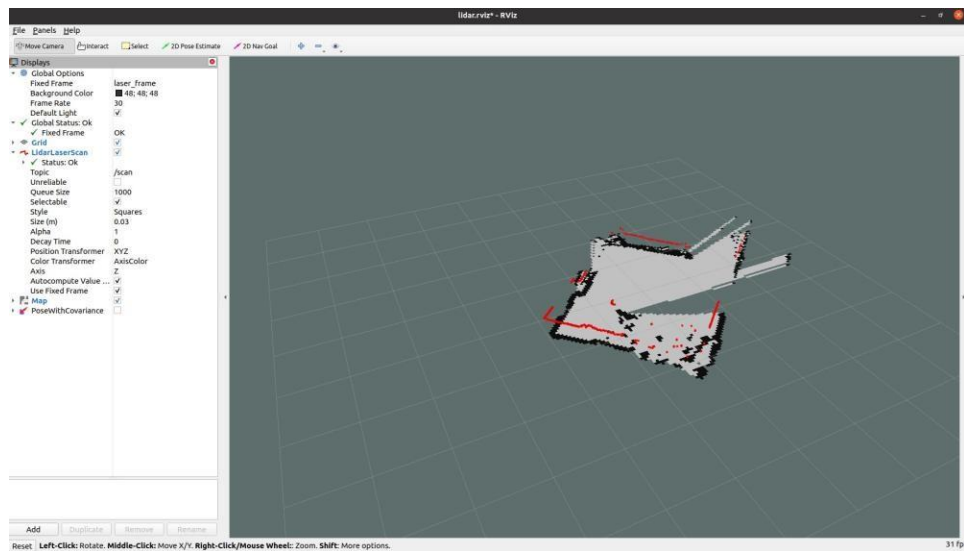 lidar.rviz* - RViz
File Panels Help
Move Camera Interact Select 2D Pose Estimate 2D Nav Goal
Displays
Global Options
Fixed Frame laser_frame
Background Color 48; 48; 48
Frame Rate 30
Default Light
Global Status: Ok
Fixed Frame OK
Grid
LidarLaserScan
Status: Ok
Topic /scan
Unreliable
Queue Size 1000
Selectable
Style Squares
Size (m) 0.03
Alpha 1
Decay Time 0
Position Transformer XYZ
Color Transformer AxisColor
Axis Z
Autocompute Value ...
Use Fixed Frame
Map
PoseWithCovariance
Add Duplicate Remove Rename
Reset Left-Click: Rotate. Middle-Click: Move X/Y. Right-Click/Mouse Wheel:: Zoom. Shift: More options. 31 fp